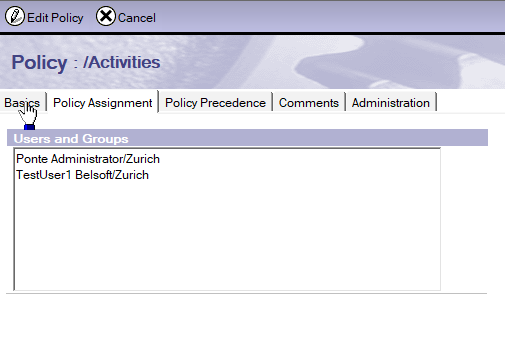 Edit Policy Cancel
Policy : /Activities
Basics Policy Assignment Policy Precedence Comments Administration
Users and Groups
Ponte Administrator/Zurich
TestUser1 Belsoft/Zurich